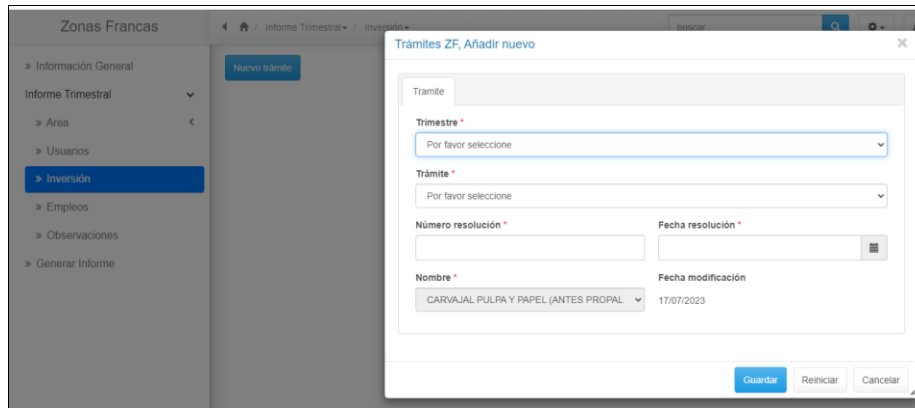 Zonas Francas
Informe Trimestral / Inversión
buscar
» Información General
Informe Trimestral
» Area
» Usuarios
» Inversión
» Empleos
» Observaciones
» Generar Informe
Nuevo trámite
Trámites ZF, Añadir nuevo
Tramite
Trimestre *
Por favor seleccione
Trámite *
Por favor seleccione
Número resolución * Fecha resolución *
Nombre * Fecha modificación
CARVAJAL PULPA Y PAPEL (ANTES PROPAL 17/07/2023
Guardar Reiniciar Cancelar